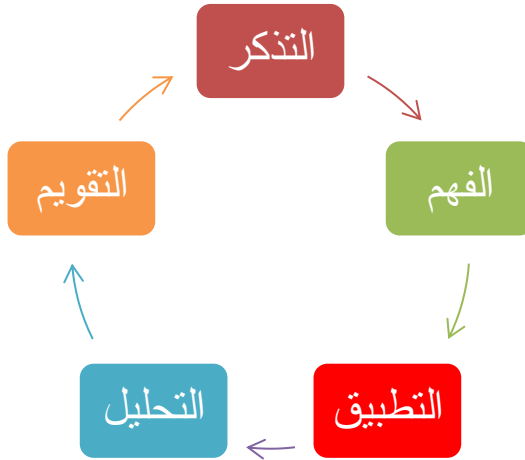 التذكر
الفهم
التطبيق
التحليل
التقويم